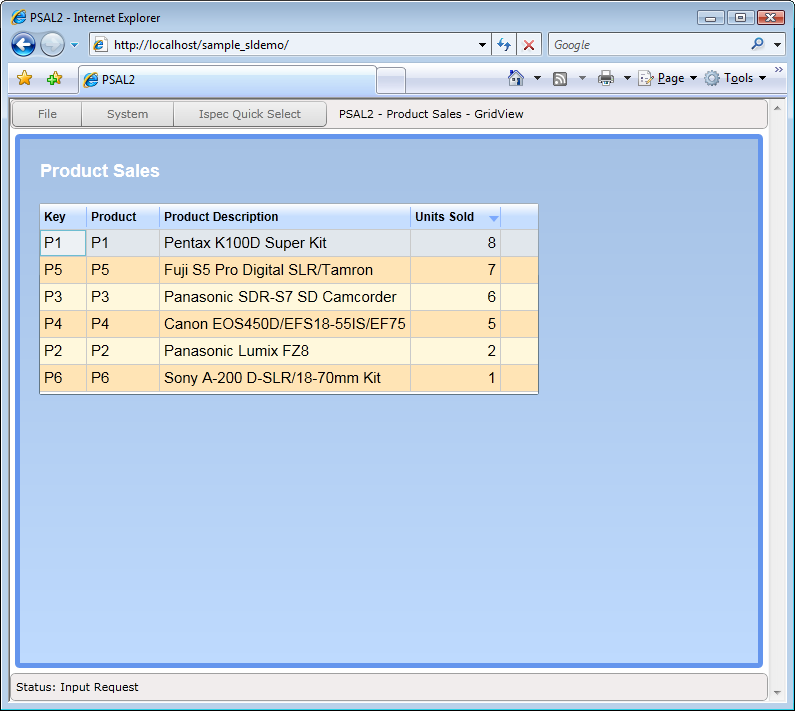 PSAL2 - Internet Explorer
http://localhost/sample_sldemo/
Google
PSAL2
Page
Tools
File System Ispec Quick Select PSAL2 - Product Sales - GridView
Product Sales
Key Product Product Description Units Sold
P1 P1 Pentax K100D Super Kit 8
P5 P5 Fuji S5 Pro Digital SLR/Tamron 7
P3 P3 Panasonic SDR-S7 SD Camcorder 6
P4 P4 Canon EOS450D/EFS18-55IS/EF75 5
P2 P2 Panasonic Lumix FZ8 2
P6 P6 Sony A-200 D-SLR/18-70mm Kit 1
Status: Input Request